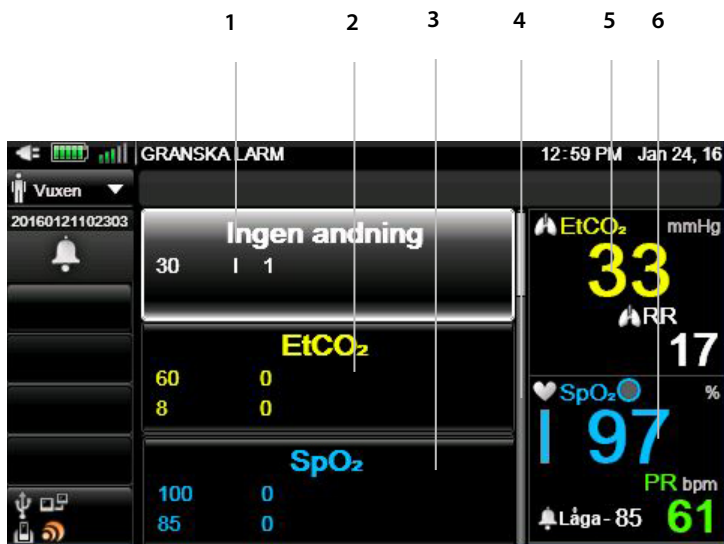 1 2 3 4 5 6
GRANSKA LARM 12:59 PM Jan 24, 16
Vuxen
20160121102303
Ingen andning
30 I 1
EtCO₂
60 0
8 0
SpO₂
100 0
85 0
EtCO₂ mmHg
33
RR
17
SpO₂ %
97
PR bpm
Låga- 85 61